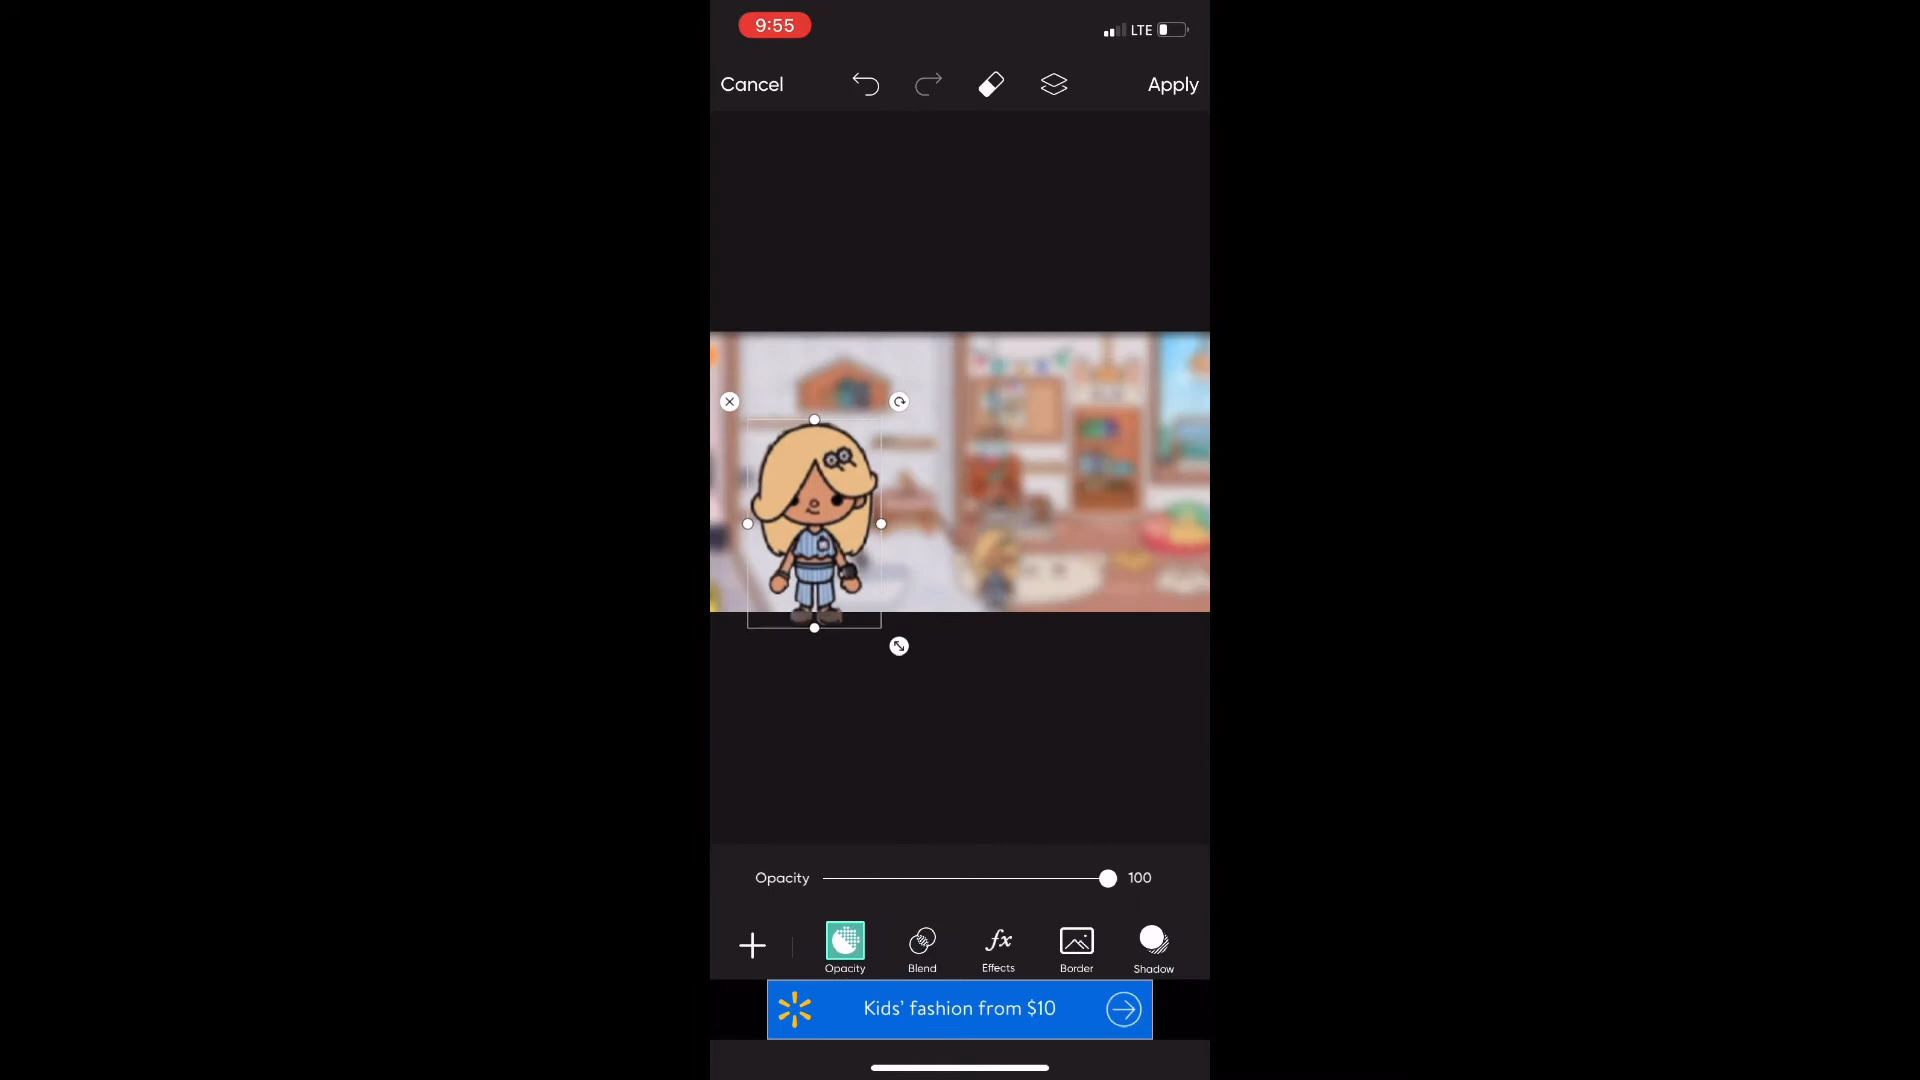 9:55
LTE
Cancel
Apply
Opacity 100
Opacity Blend Effects Border Shadow
Kids’ fashion from $10